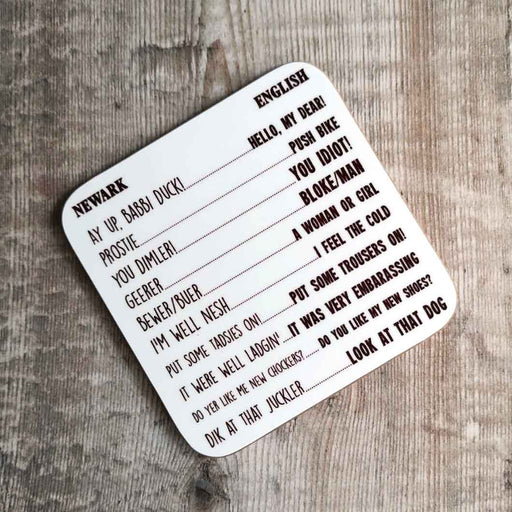 NEWARK ENGLISH
AY UP, BABBI DUCK! HELLO, MY DEAR!
PROSTIE PUSH BIKE
YOU DIMLER! YOU IDIOT!
GEERER BLOKE/MAN
BEWER/BUER A WOMAN OR GIRL
I'M WELL NESH I FEEL THE COLD
PUT SOME TADSIES ON! PUT SOME TROUSERS ON!
IT WERE WELL LADGIN' IT WAS VERY EMBARASSING
DO YER LIKE ME NEW CHOCKERS? DO YOU LIKE MY NEW SHOES?
DIK AT THAT JUCKLER LOOK AT THAT DOG